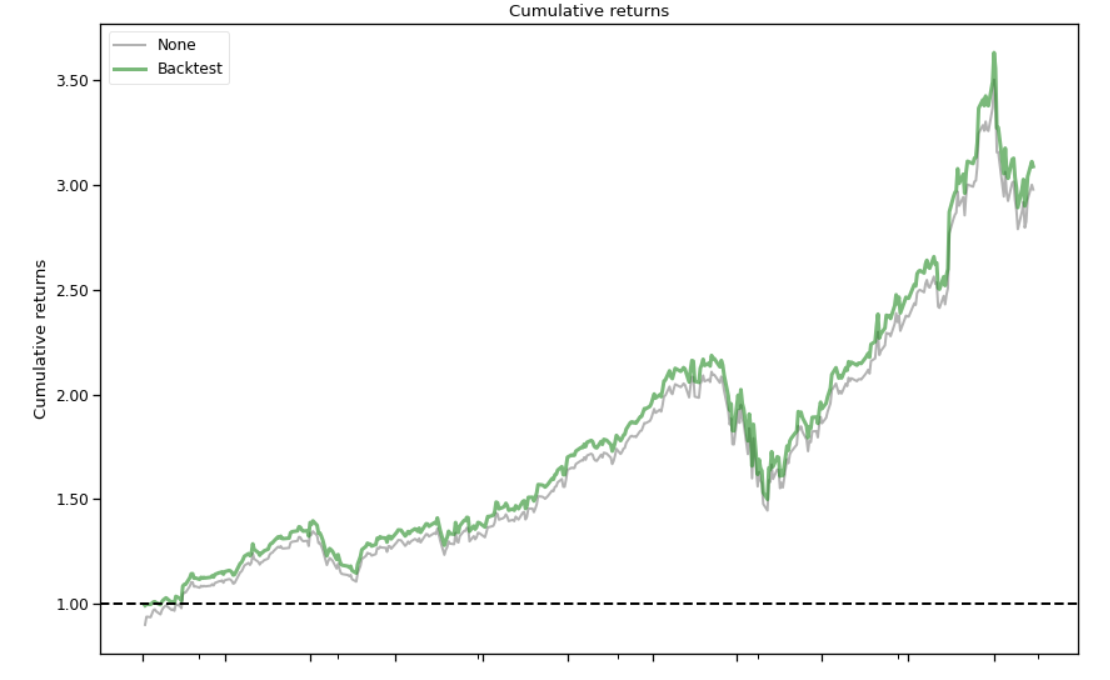 Cumulative returns
None
Backtest
3.50
3.00
2.50
2.00
1.50
1.00
Cumulative returns